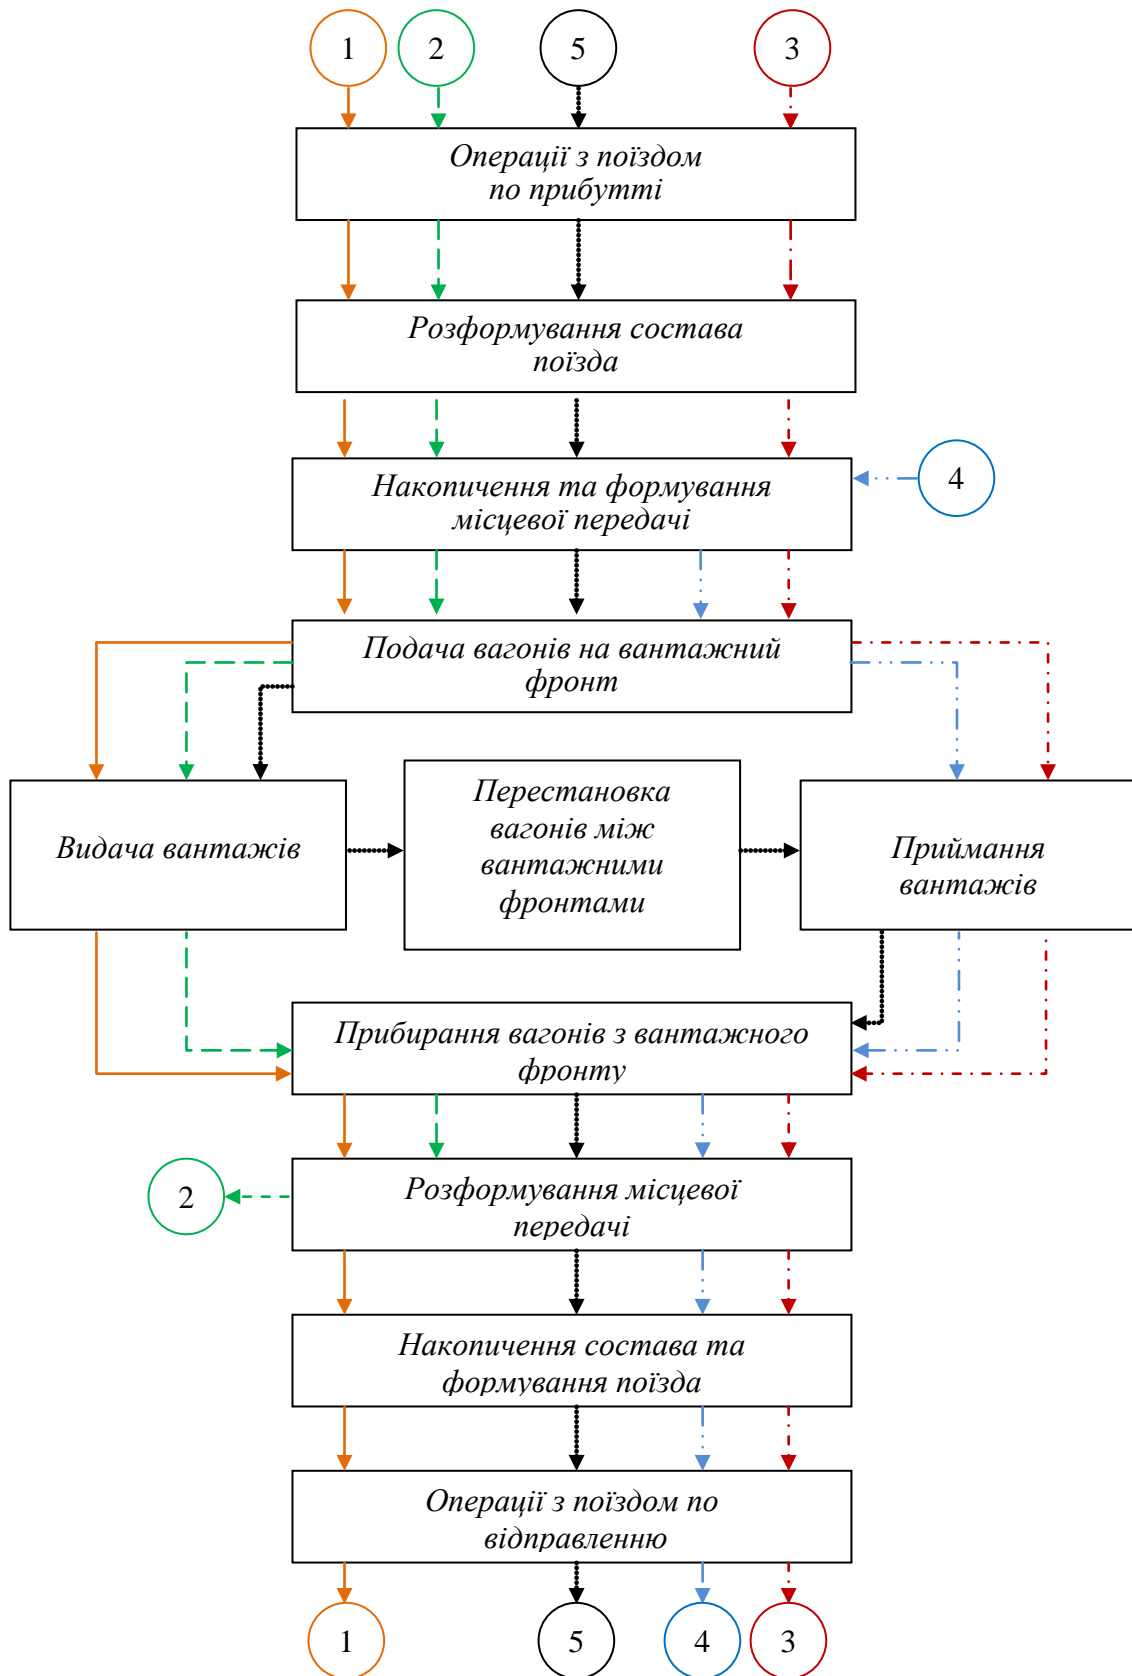 1
2
5
3
Операції з поїздом
по прибутті
Розформування состава
поїзда
Накопичення та формування
місцевої передачі
4
Подача вагонів на вантажний
фронт
Видача вантажів
Перестановка
вагонів між
вантажними
фронтами
Приймання
вантажів
Прибирання вагонів з вантажного
фронту
2
Розформування місцевої
передачі
Накопичення состава та
формування поїзда
Операції з поїздом по
відправленню
1
5
4
3